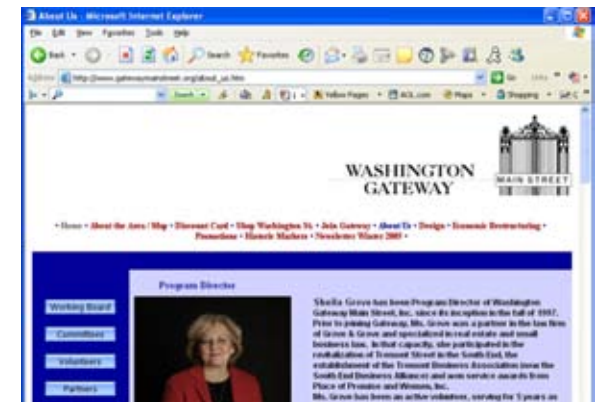 About Us - Microsoft Internet Explorer
File Edit View Favorites Tools Help
Back Search Favorites
Address http://www.gatewaymainstreet.org/about_us.htm Go Links
Search Yellow Pages AOL.com Maps Shopping
WASHINGTON
GATEWAY
MAIN STREET
• Home • About the Area / Map • Discount Card • Shop Washington St. • Join Gateway • About Us • Design • Economic Restructuring •
Promotions • Historic Markers • Newsletter Winter 2005 •
Program Director
Working Board
Committees
Volunteers
Partners
Sheila Grove has been Program Director of Washington
Gateway Main Street, Inc. since its inception in the fall of 1997.
Prior to joining Gateway, Ms. Grove was a partner in the law firm
of Grove & Grove and specialized in real estate and small
business law. In that capacity, she participated in the
revitalization of Tremont Street in the South End, the
establishment of the Tremont Business Association (now the
South End Business Alliance) and won service awards from
Place of Promise and Women, Inc.
Ms. Grove has been an active volunteer, serving for 5 years as